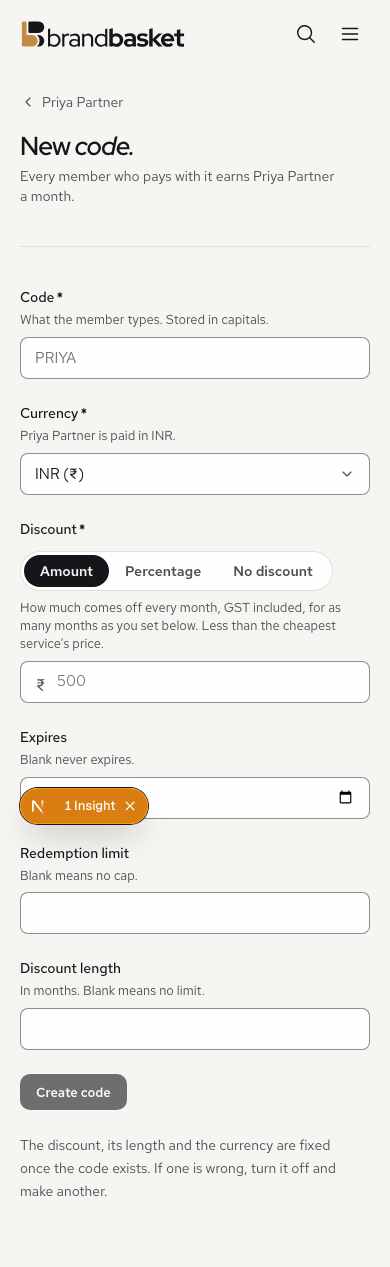 brandbasket
Priya Partner
New code.
Every member who pays with it earns Priya Partner
a month.
Code *
What the member types. Stored in capitals.
PRIYA
Currency *
Priya Partner is paid in INR.
INR (₹)
Discount *
Amount Percentage No discount
How much comes off every month, GST included, for as
many months as you set below. Less than the cheapest
service's price.
₹ 500
Expires
Blank never expires.
1 Insight
Redemption limit
Blank means no cap.
Discount length
In months. Blank means no limit.
Create code
The discount, its length and the currency are fixed
once the code exists. If one is wrong, turn it off and
make another.